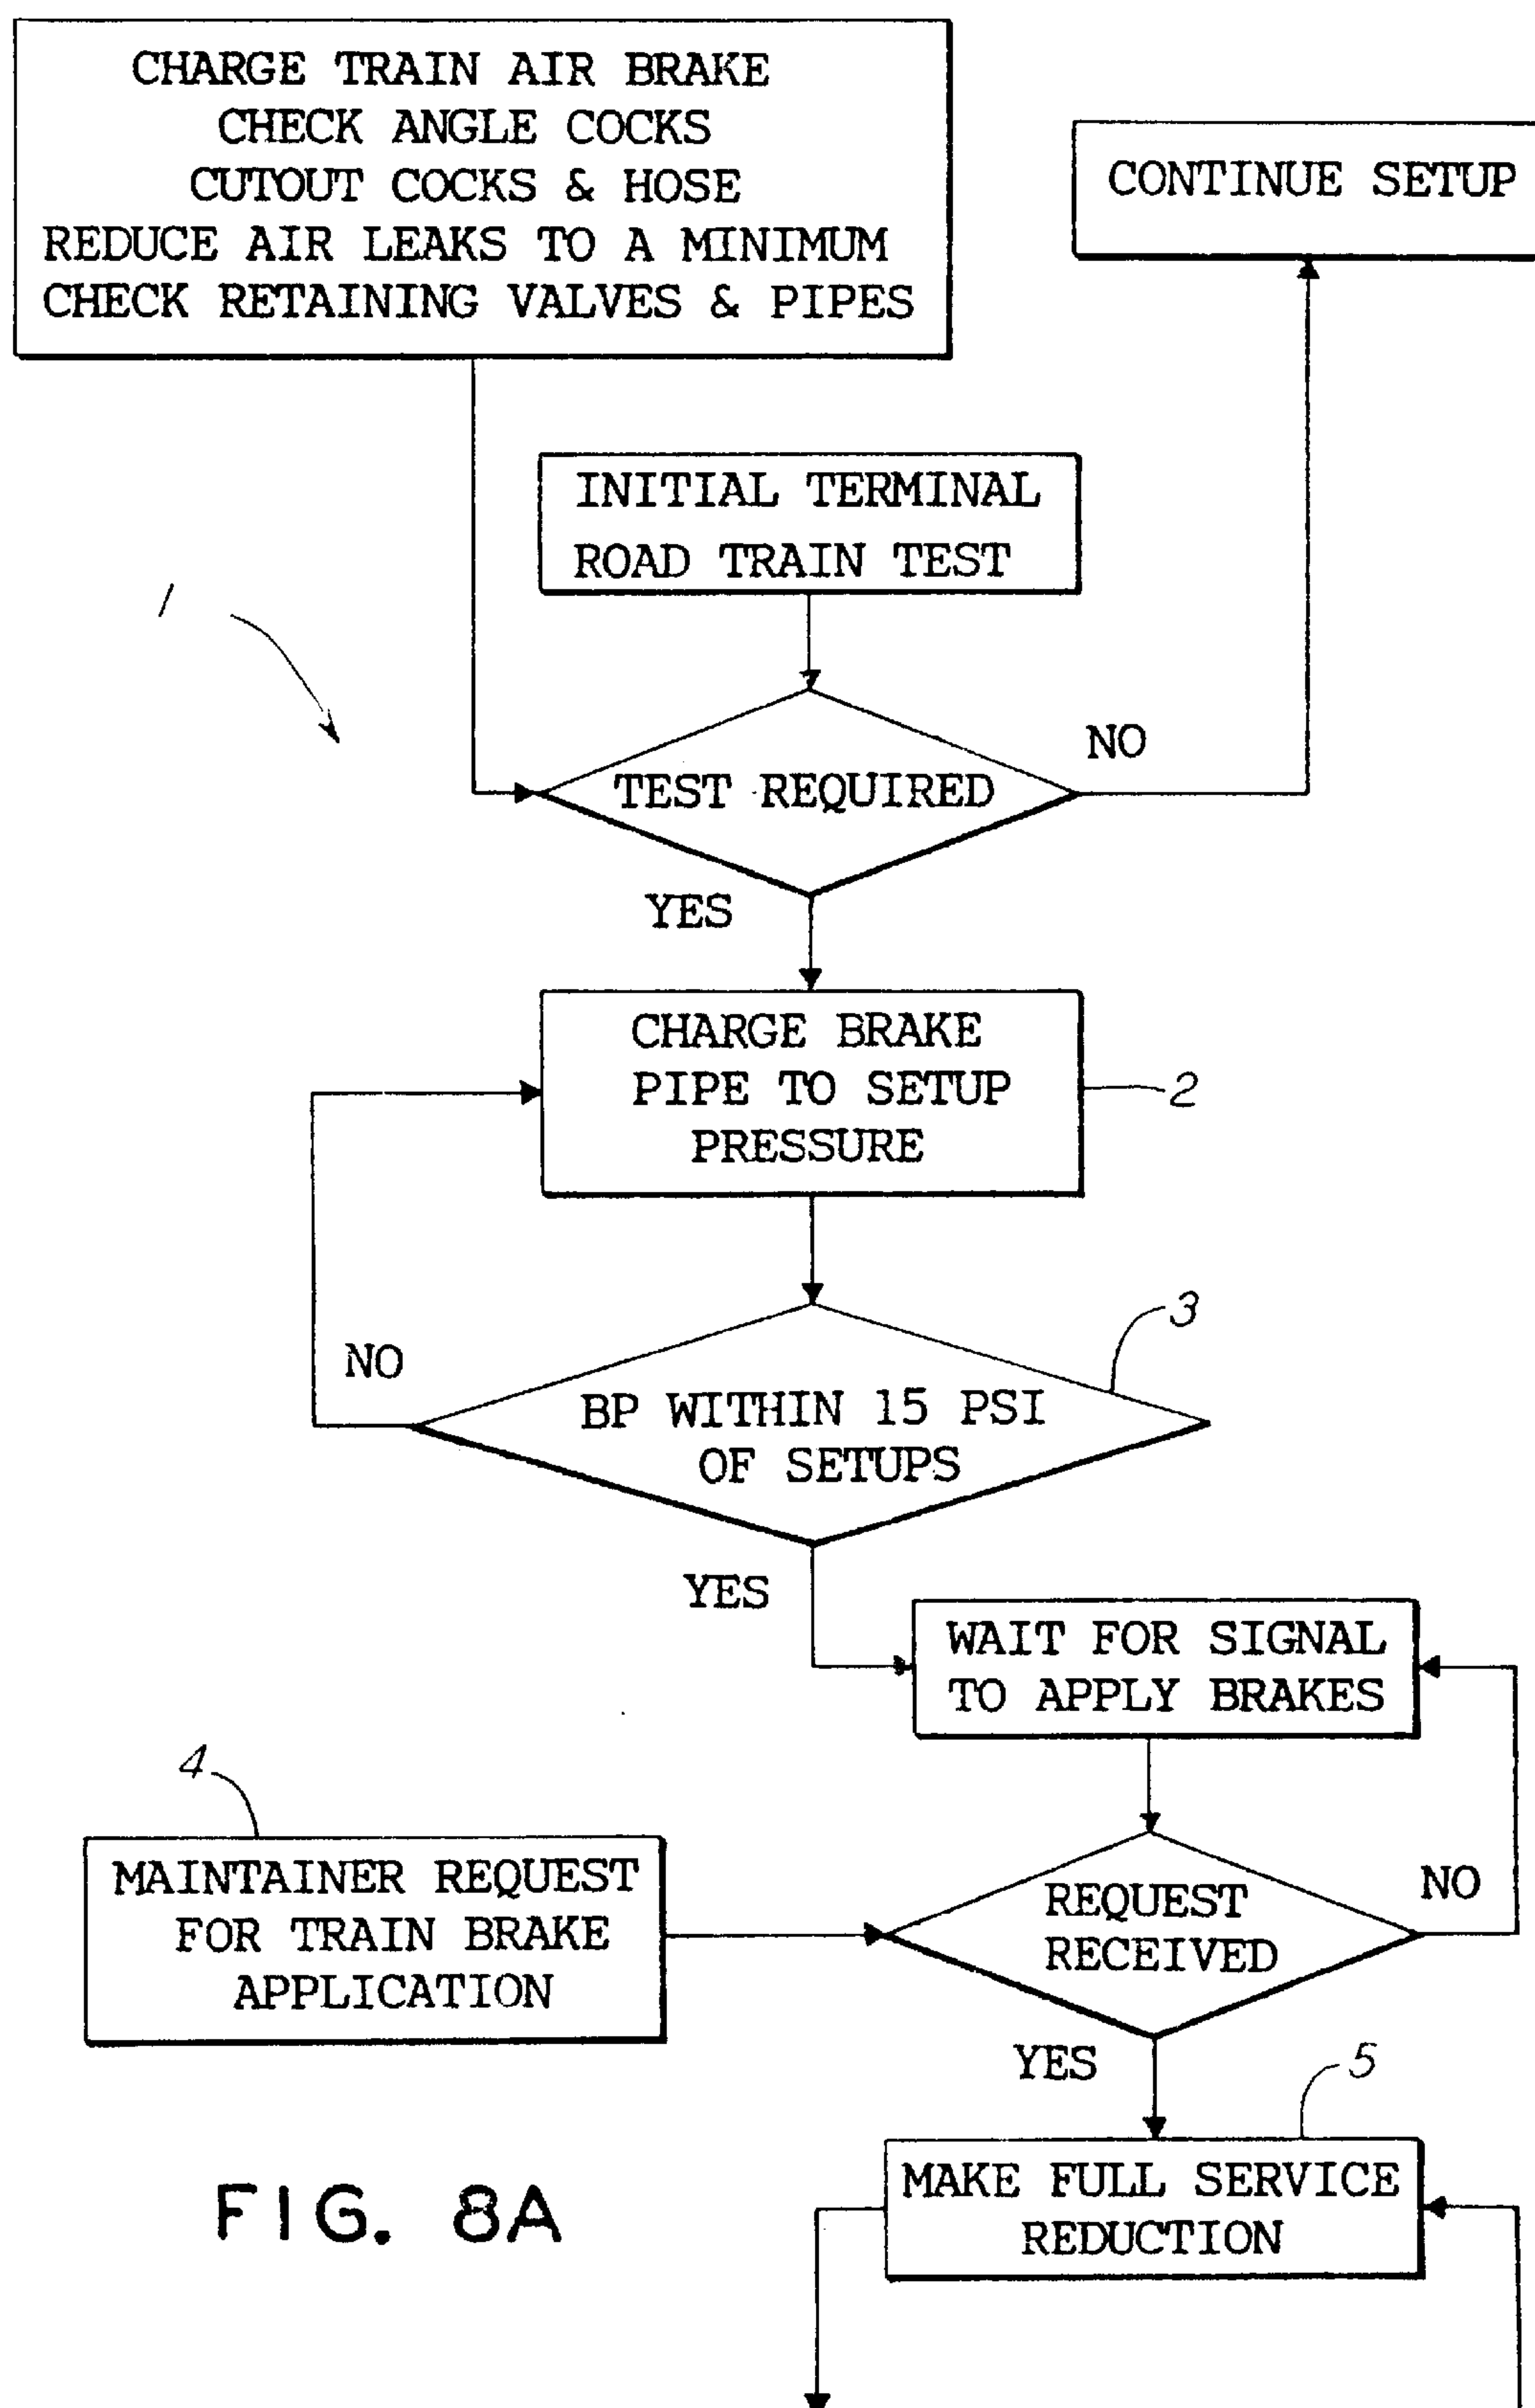 CHARGE TRAIN AIR BRAKE
CHECK ANGLE COCKS
CUTOUT COCKS & HOSE
REDUCE AIR LEAKS TO A MINIMUM
CHECK RETAINING VALVES & PIPES
CONTINUE SETUP
INITIAL TERMINAL
ROAD TRAIN TEST
1
NO
TEST REQUIRED
YES
CHARGE BRAKE
PIPE TO SETUP
PRESSURE
2
3
NO
BP WITHIN 15 PSI
OF SETUPS
YES
WAIT FOR SIGNAL
TO APPLY BRAKES
4
MAINTAINER REQUEST
FOR TRAIN BRAKE
APPLICATION
REQUEST
RECEIVED
NO
YES
5
MAKE FULL SERVICE
REDUCTION
FIG. 8A